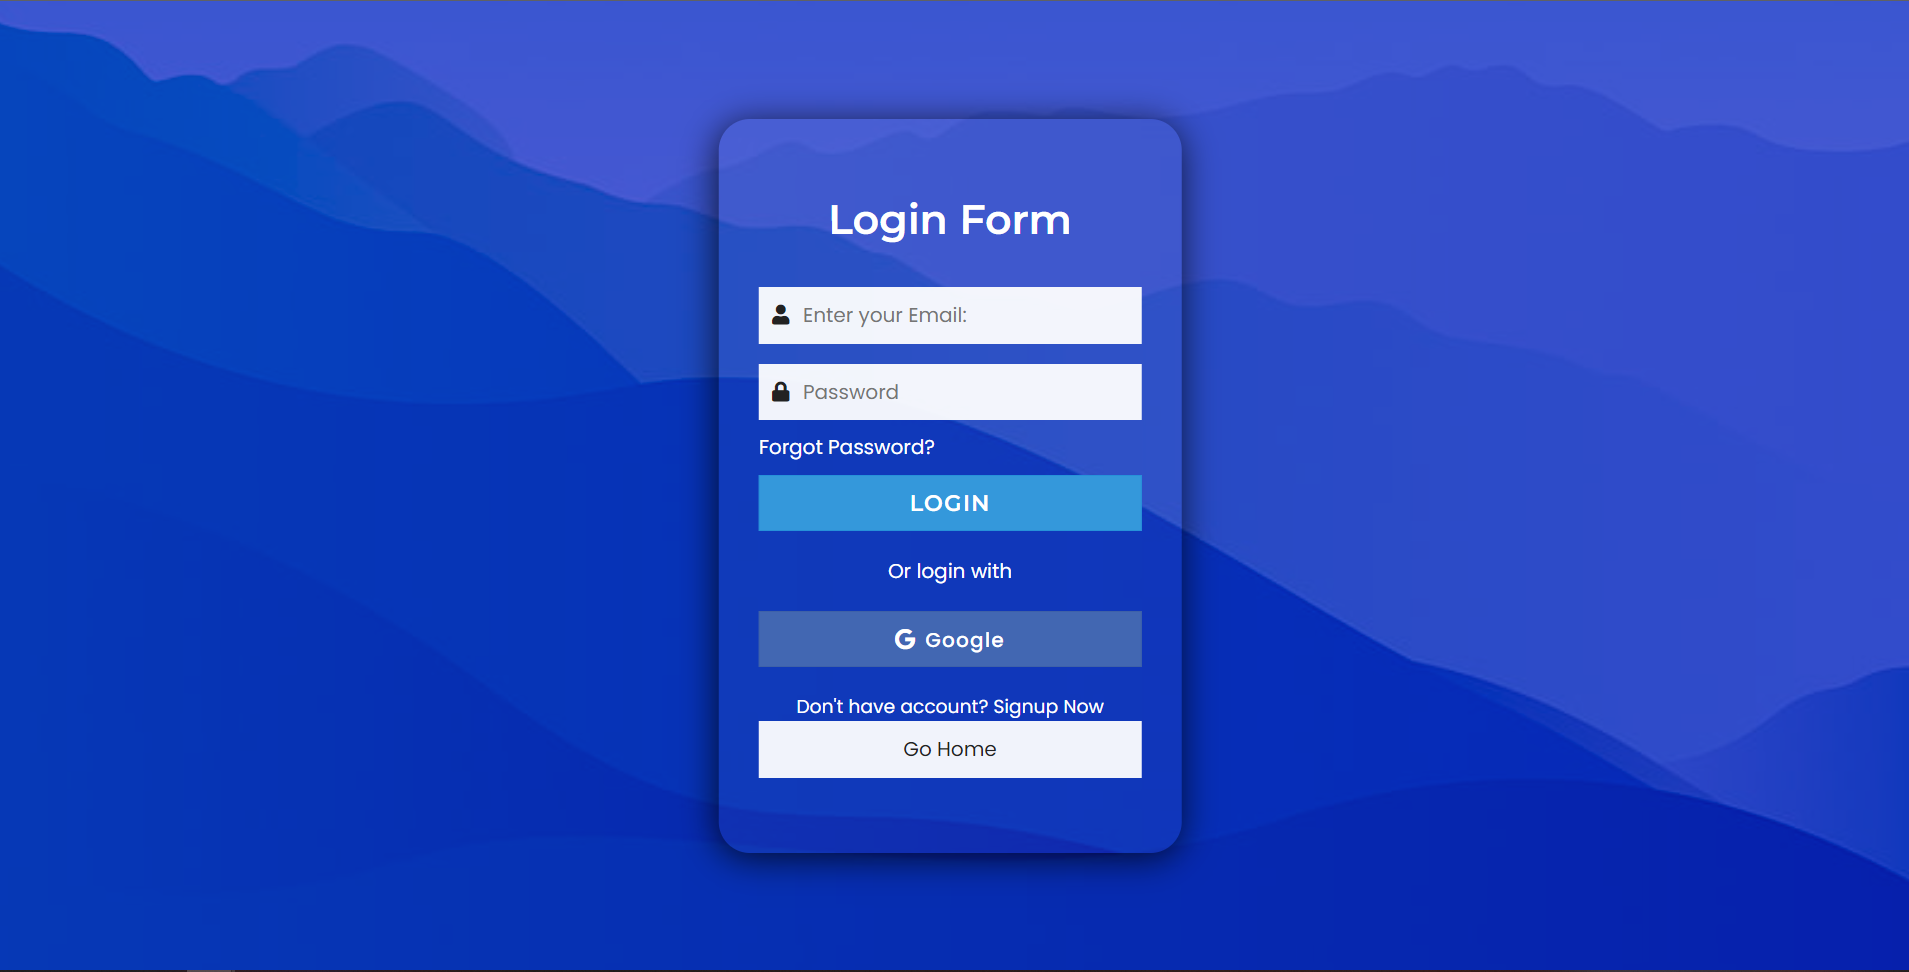 Login Form
Enter your Email:
Password
Forgot Password?
LOGIN
Or login with
Google
Don't have account? Signup Now
Go Home